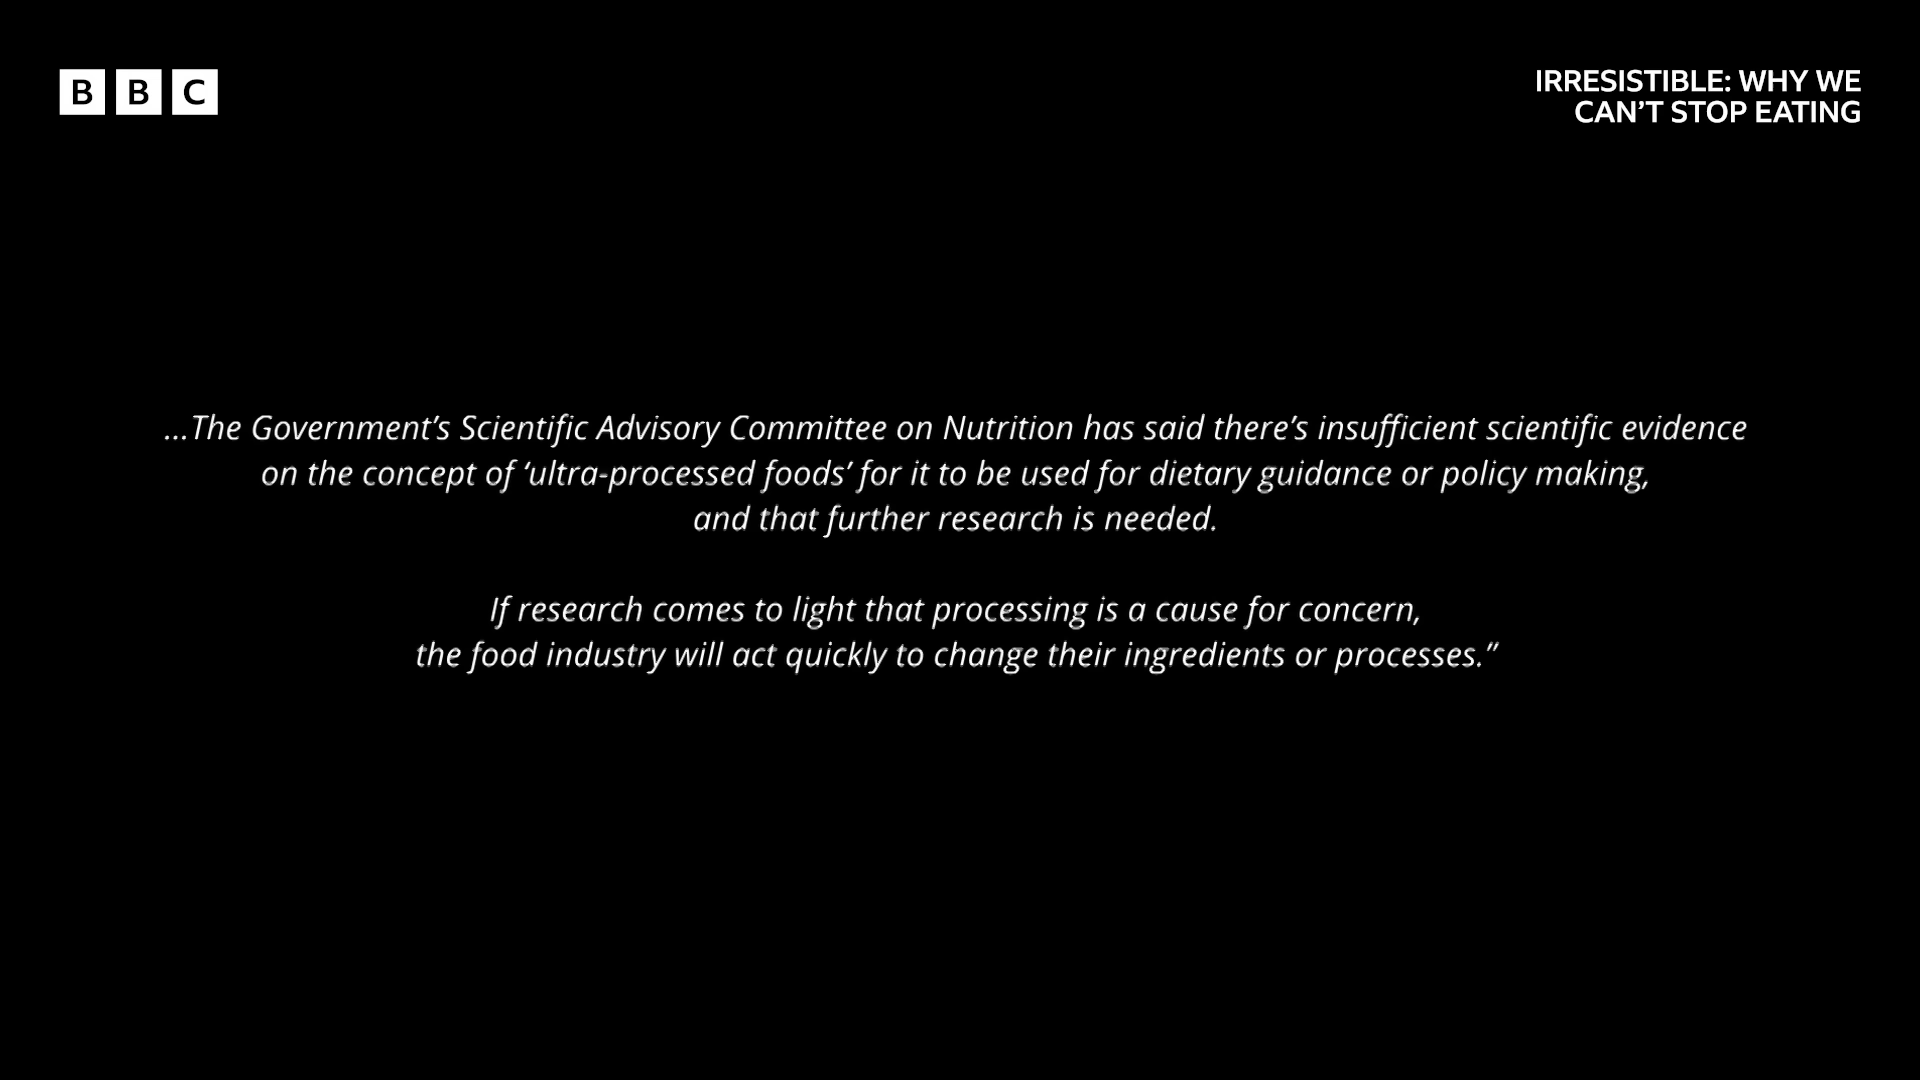 BBC
IRRESISTIBLE: WHY WE
CAN'T STOP EATING
...The Government's Scientific Advisory Committee on Nutrition has said there's insufficient scientific evidence
on the concept of ‘ultra-processed foods’ for it to be used for dietary guidance or policy making,
and that further research is needed.
If research comes to light that processing is a cause for concern,
the food industry will act quickly to change their ingredients or processes.”